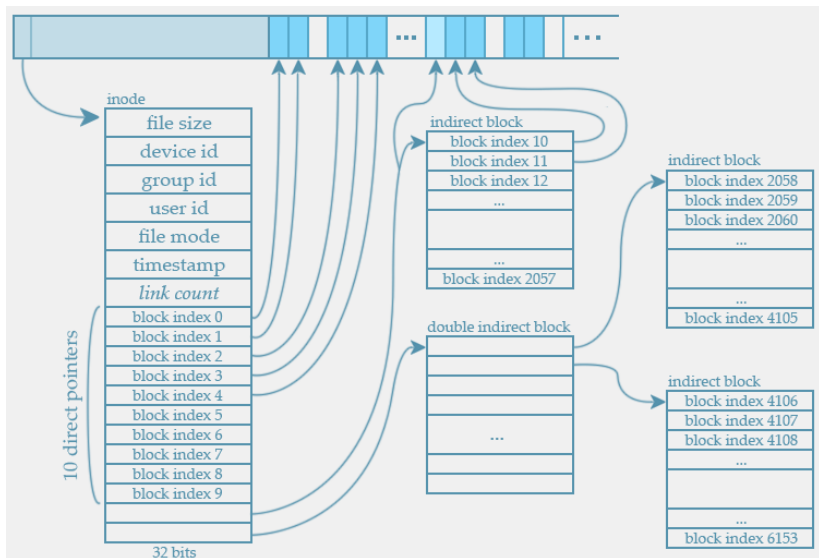 ...
...
inode
file size
device id
group id
user id
file mode
timestamp
link count
block index 0
block index 1
block index 2
block index 3
block index 4
block index 5
block index 6
block index 7
block index 8
block index 9
10 direct pointers
32 bits
indirect block
block index 10
block index 11
block index 12
...
...
block index 2057
double indirect block
...
indirect block
block index 2058
block index 2059
block index 2060
...
...
block index 4105
indirect block
block index 4106
block index 4107
block index 4108
...
...
block index 6153